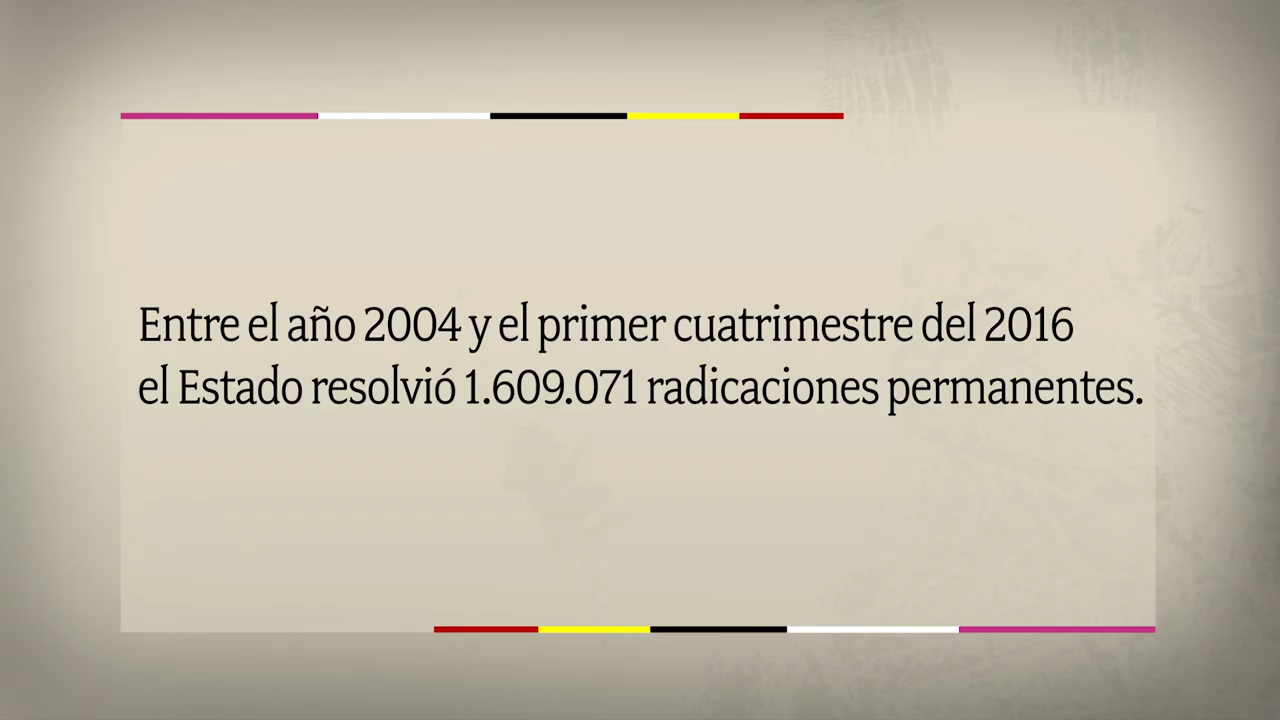 Entre el año 2004 y el primer cuatrimestre del 2016
el Estado resolvió 1.609.071 radicaciones permanentes.